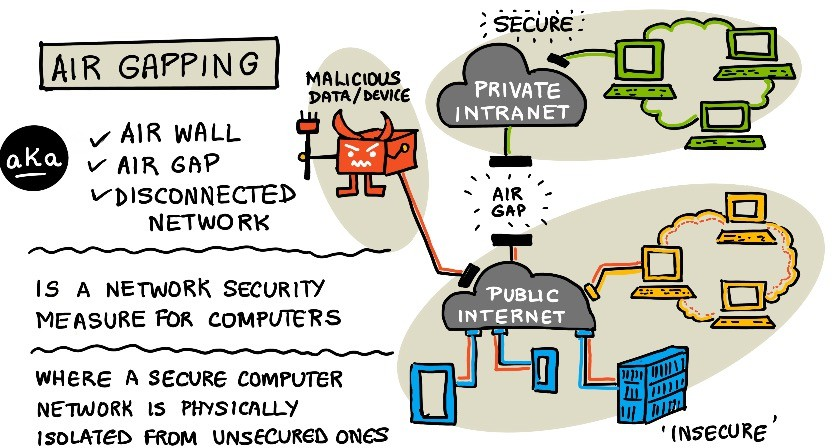 AIR GAPPING
aka
✓ AIR WALL
✓ AIR GAP
✓ DISCONNECTED
NETWORK
IS A NETWORK SECURITY
MEASURE FOR COMPUTERS
WHERE A SECURE COMPUTER
NETWORK IS PHYSICALLY
ISOLATED FROM UNSECURED ONES
MALICIOUS
DATA/DEVICE
SECURE
PRIVATE
INTRANET
AIR
GAP
PUBLIC
INTERNET
'INSECURE'